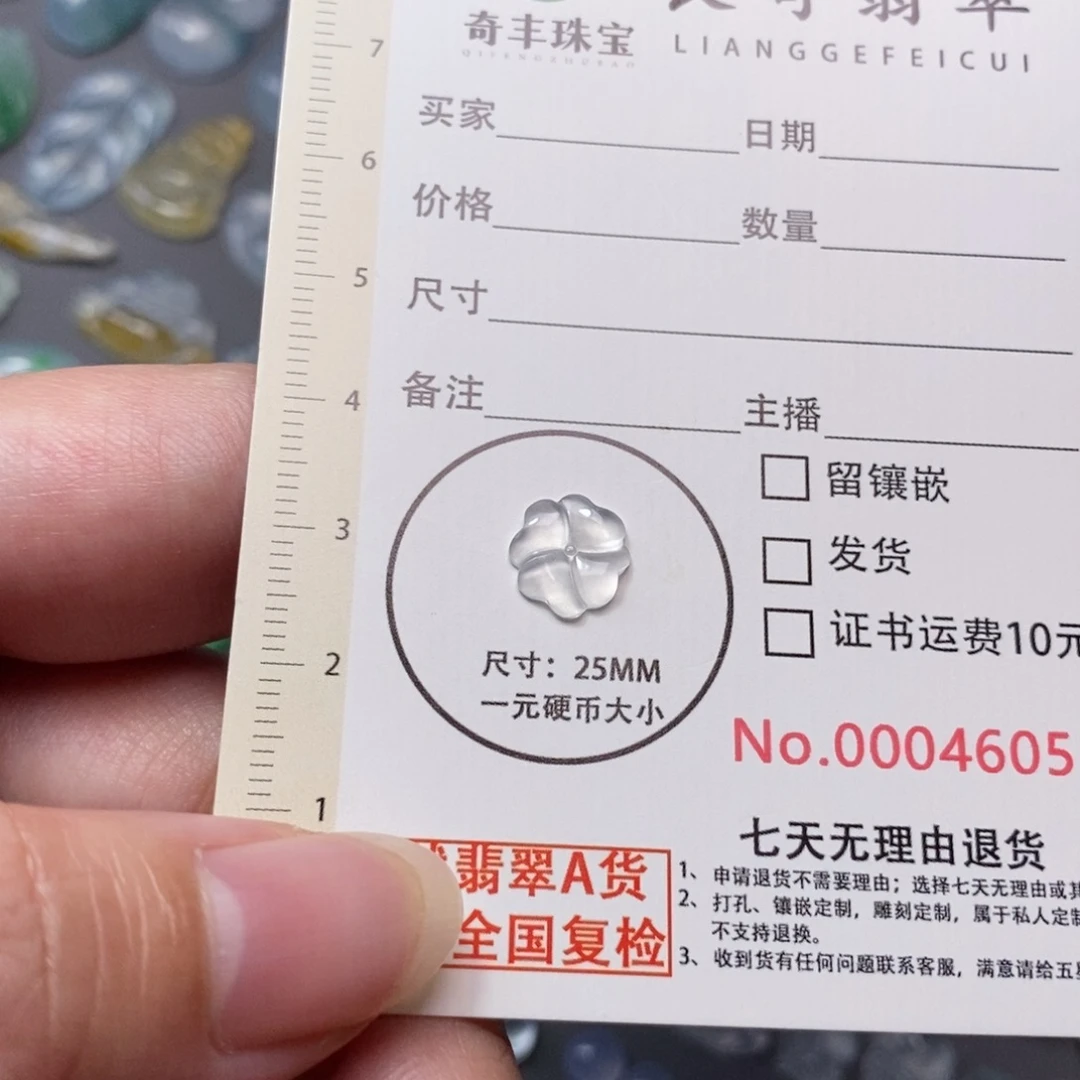 奇丰珠宝
QIFENGZHUBAO
翡翠
LIANGGEFEICUI
7
6
5
4
3
2
1
买家 日期
价格 数量
尺寸
备注 主播
留镶嵌
发货
证书运费10元
尺寸：25MM
一元硬币大小
No.0004605
翡翠A货
全国复检
七天无理由退货
1、申请退货不需要理由；选择七天无理由或其
2、打孔、镶嵌定制，雕刻定制，属于私人定制
不支持退换。
3、收到货有任何问题联系客服，满意请给五星